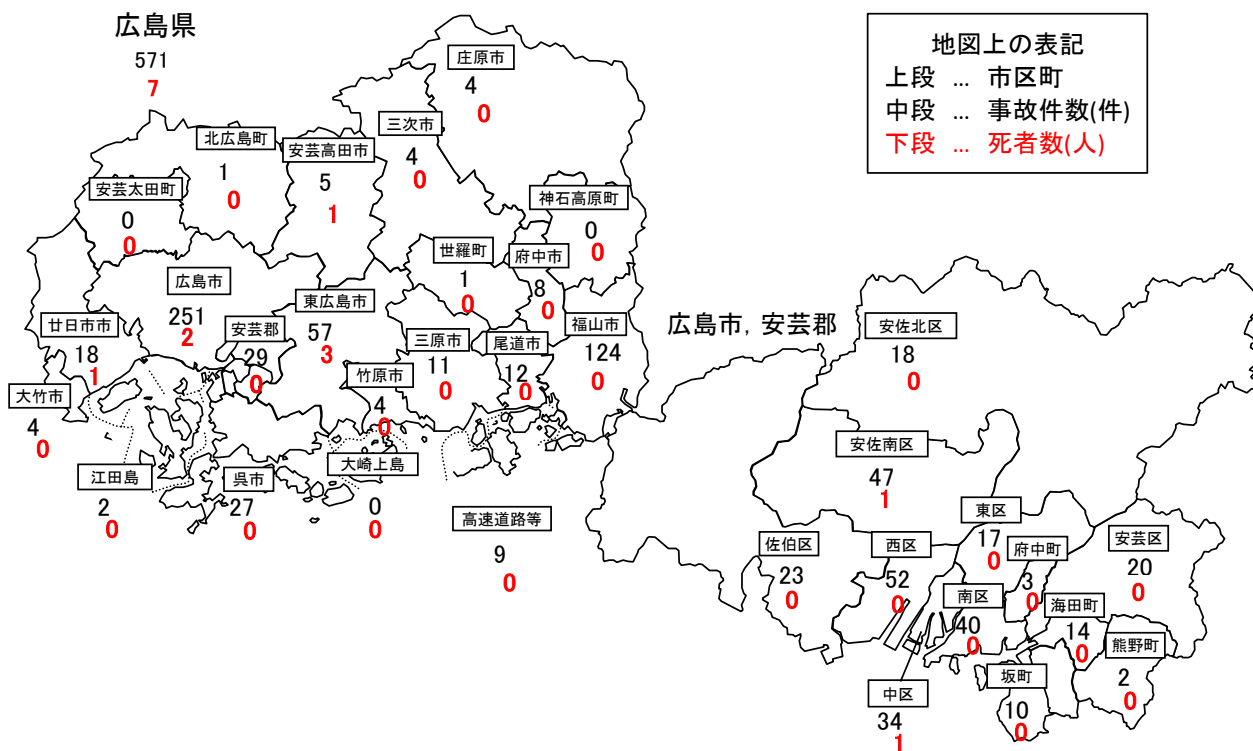 広島県
571
7
地図上の表記
上段 … 市区町
中段 … 事故件数(件)
下段 … 死者数(人)
庄原市
4
0
三次市
4
0
北広島町
1
0
安芸高田市
5
1
安芸太田町
0
0
神石高原町
0
0
世羅町
1
0
府中市
8
0
広島市
251
2
東広島市
57
3
安芸郡
29
0
廿日市市
18
1
福山市
124
0
三原市
11
0
尾道市
12
0
竹原市
4
0
大竹市
4
0
江田島
2
0
呉市
27
0
大崎上島
0
0
高速道路等
9
0
広島市, 安芸郡
安佐北区
18
0
安佐南区
47
1
東区
17
0
佐伯区
23
0
西区
52
0
府中町
3
0
安芸区
20
0
南区
40
0
海田町
14
0
熊野町
2
0
坂町
10
0
中区
34
1